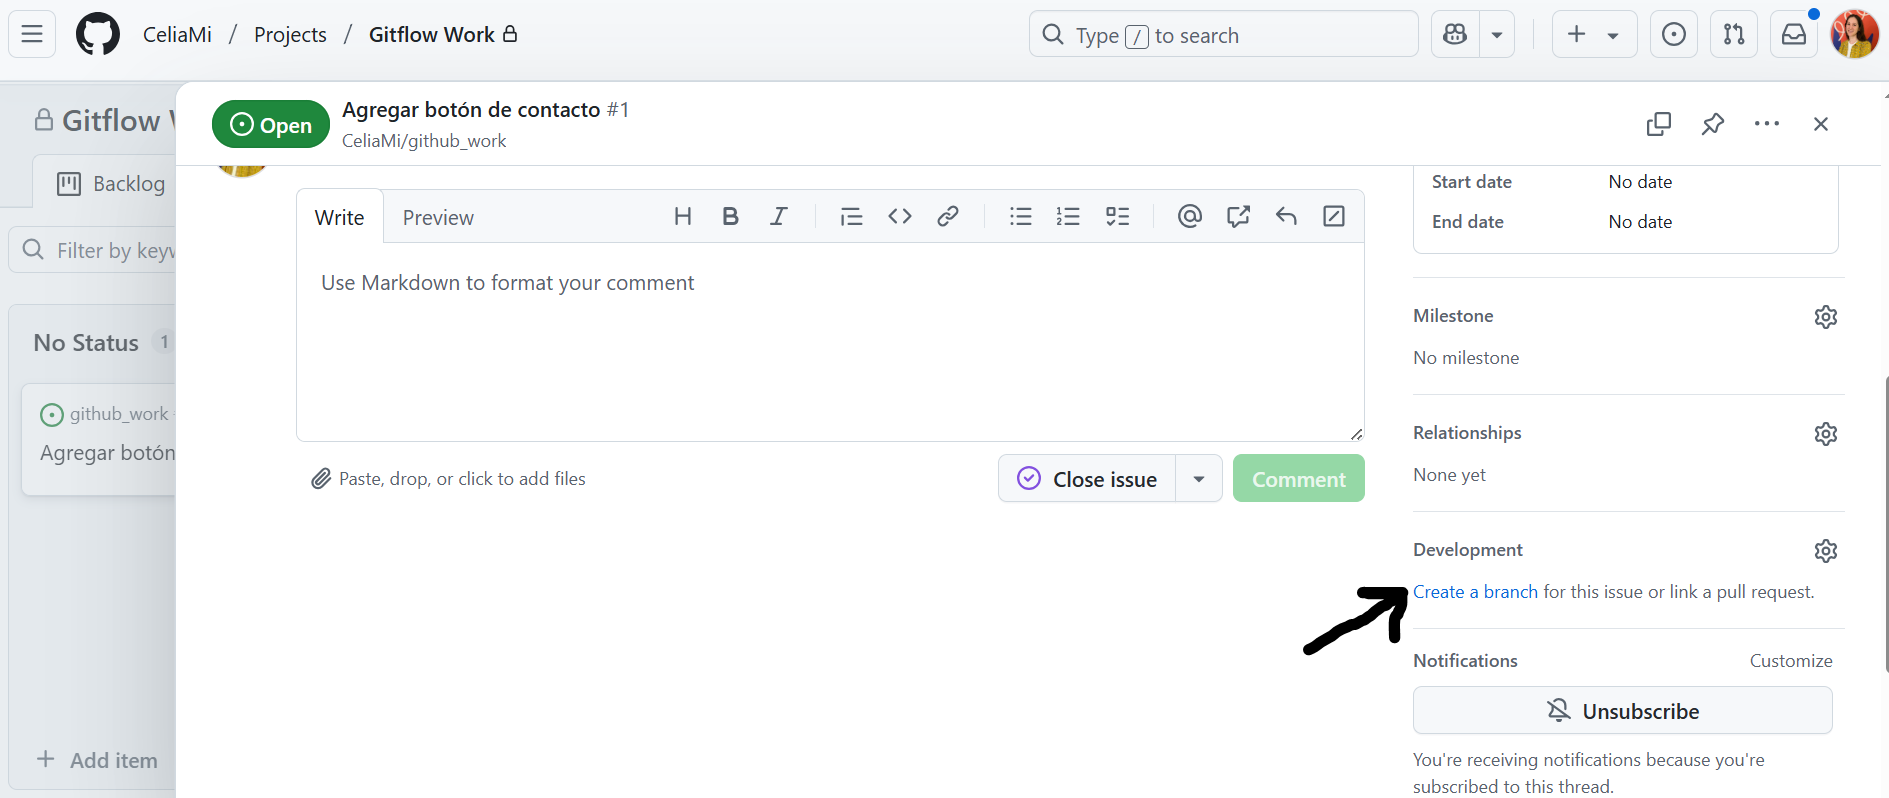 CeliaMi / Projects / Gitflow Work
Type / to search
Gitflow
Backlog
Filter by
No Status 1
github_work
Agregar botón
Add item
Open
Agregar botón de contacto #1
CeliaMi/github_work
Write Preview
Use Markdown to format your comment
Paste, drop, or click to add files
Close issue
Comment
Start date No date
End date No date
Milestone
No milestone
Relationships
None yet
Development
Create a branch for this issue or link a pull request.
Notifications Customize
Unsubscribe
You're receiving notifications because you're
subscribed to this thread.